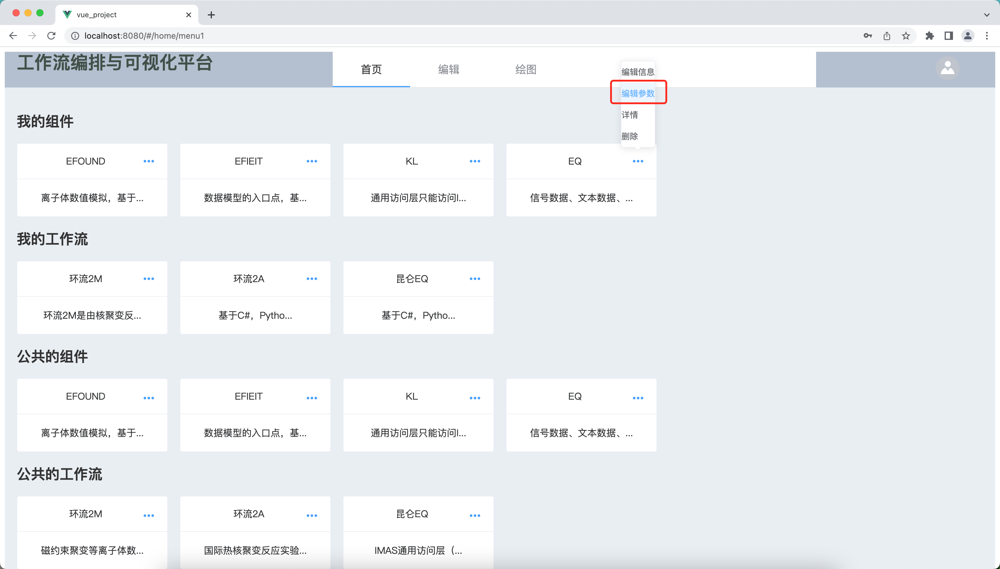 vue_project
localhost:8080/#/home/menu1
工作流编排与可视化平台
首页
编辑
绘图
编辑信息
编辑参数
详情
删除
我的组件
EFOUND
EFIEIT
KL
EQ
离子体数值模拟，基于...
数据模型的入口点，基...
通用访问层只能访问I...
信号数据、文本数据、...
我的工作流
环流2M
环流2A
昆仑EQ
环流2M是由核聚变反...
基于C#，Pytho...
基于C#，Pytho...
公共的组件
EFOUND
EFIEIT
KL
EQ
离子体数值模拟，基于...
数据模型的入口点，基...
通用访问层只能访问I...
信号数据、文本数据、...
公共的工作流
环流2M
环流2A
昆仑EQ
磁约束聚变等离子体数...
国际热核聚变反应实验...
IMAS通用访问层（...